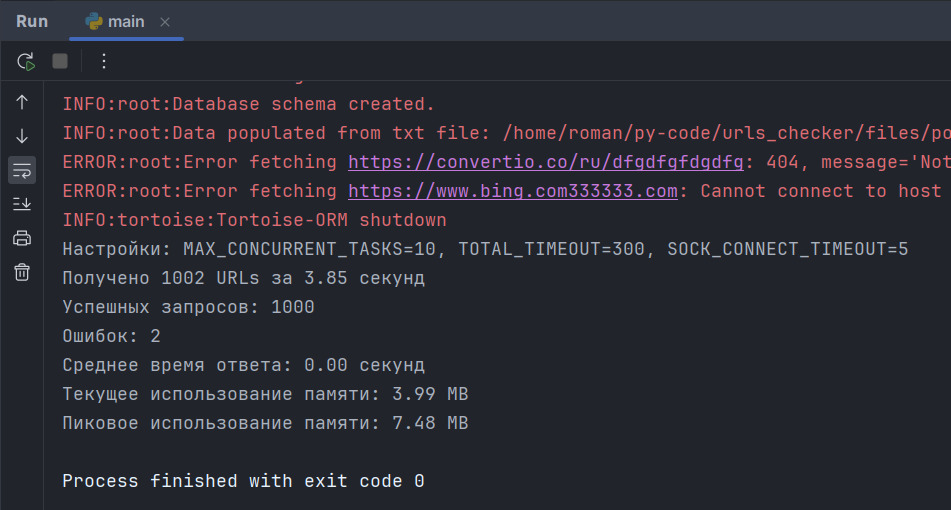 Run
main
INFO:root:Database schema created.
INFO:root:Data populated from txt file: /home/roman/py-code/urls_checker/files/po
ERROR:root:Error fetching https://convertio.co/ru/dfgdfgfdgdfg: 404, message='Not
ERROR:root:Error fetching https://www.bing.com333333.com: Cannot connect to host
INFO:tortoise:Tortoise-ORM shutdown
Настройки: MAX_CONCURRENT_TASKS=10, TOTAL_TIMEOUT=300, SOCK_CONNECT_TIMEOUT=5
Получено 1002 URLs за 3.85 секунд
Успешных запросов: 1000
Ошибок: 2
Среднее время ответа: 0.00 секунд
Текущее использование памяти: 3.99 MB
Пиковое использование памяти: 7.48 MB
Process finished with exit code 0